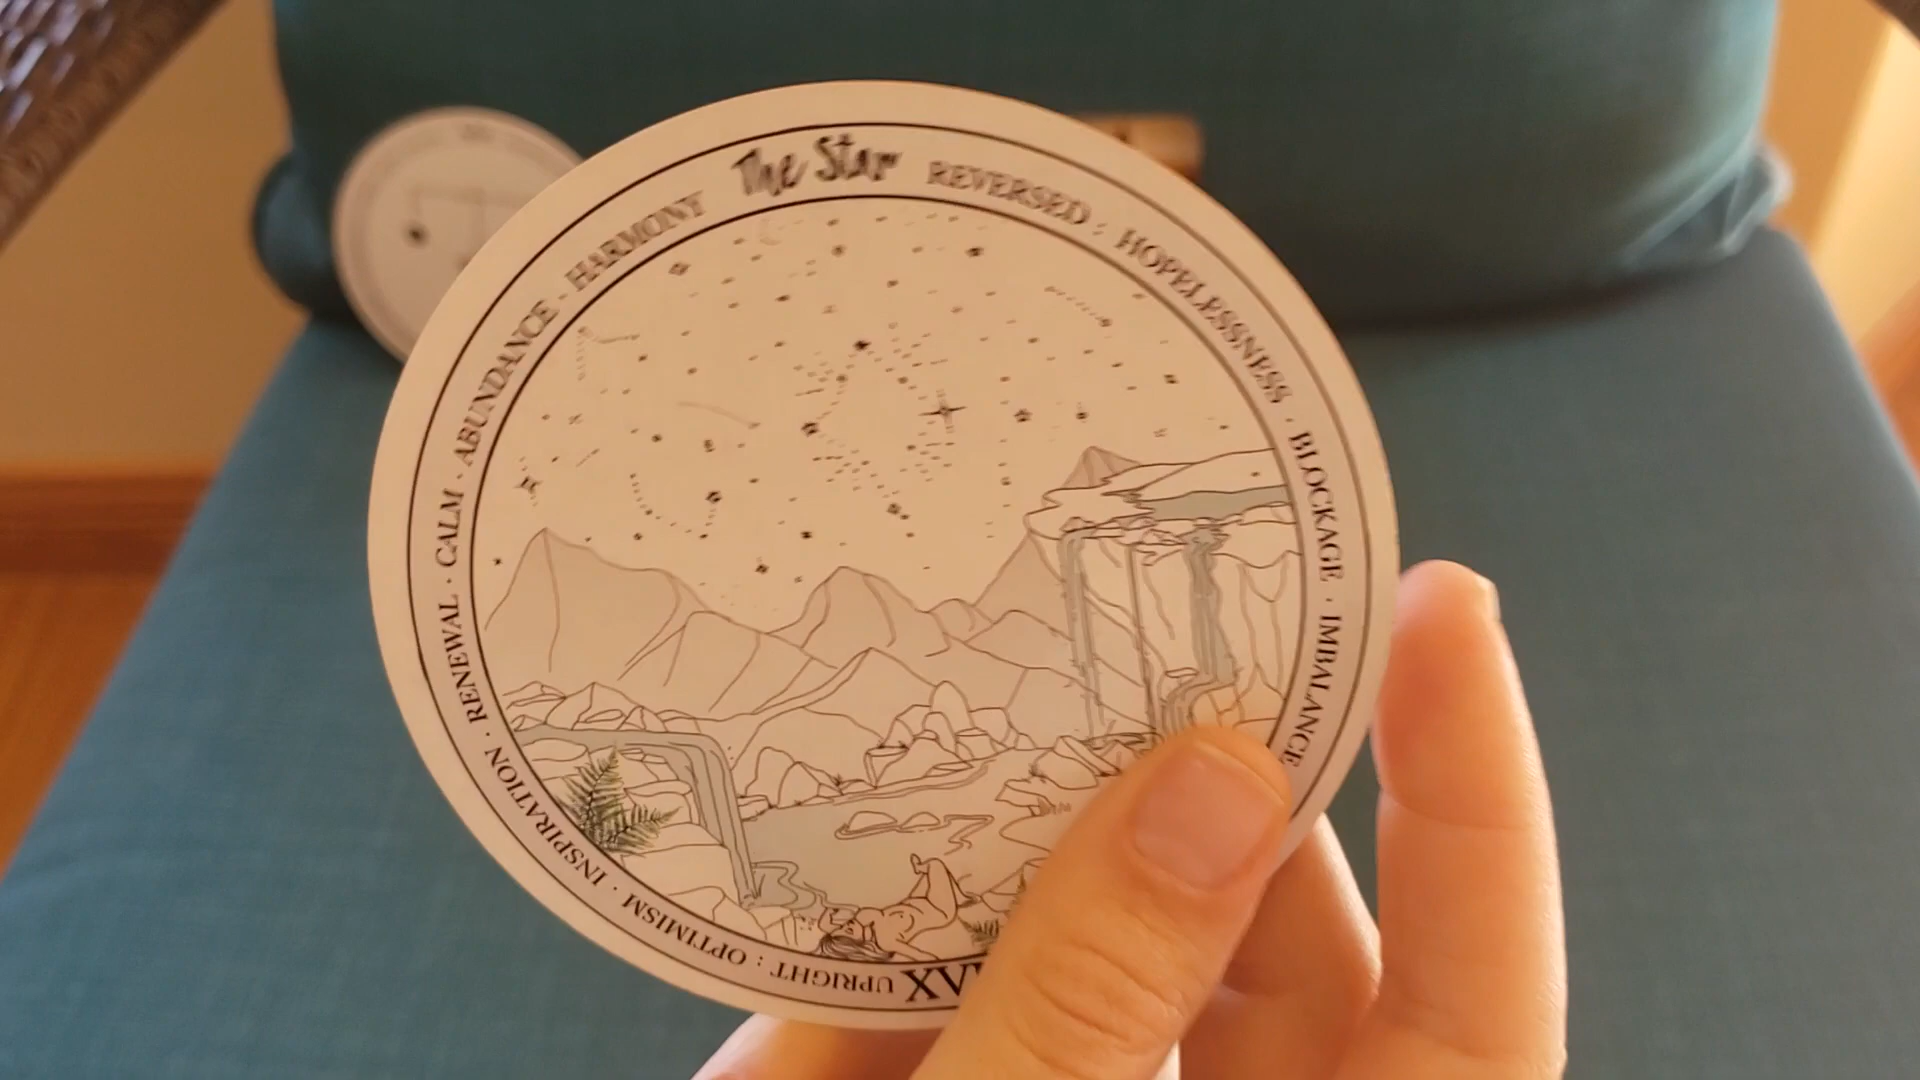 The Star
REVERSED : HOPELESSNESS · BLOCKAGE · IMBALANCE
UPRIGHT : OPTIMISM · INSPIRATION · RENEWAL · CALM · ABUNDANCE · HARMONY